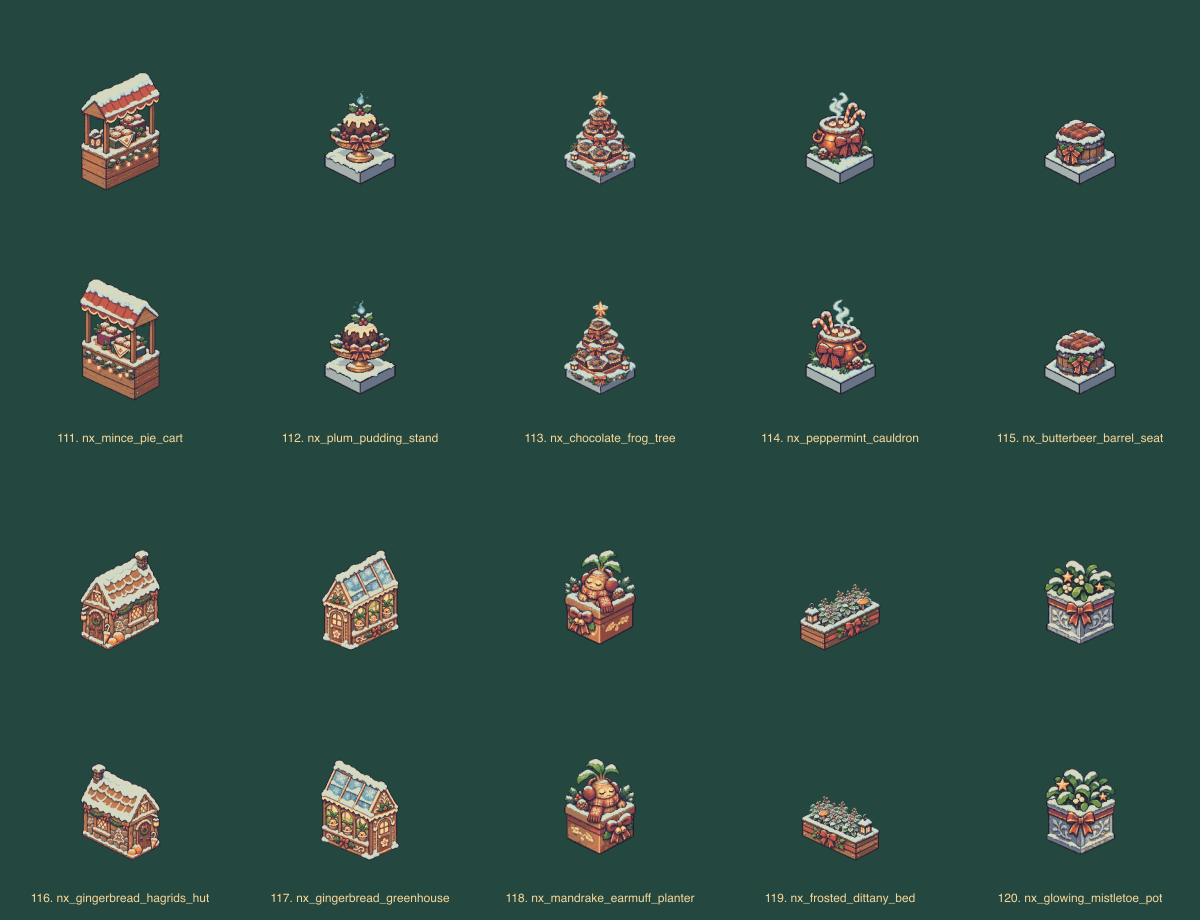 111. nx_mince_pie_cart
112. nx_plum_pudding_stand
113. nx_chocolate_frog_tree
114. nx_peppermint_cauldron
115. nx_butterbeer_barrel_seat
116. nx_gingerbread_hagrids_hut
117. nx_gingerbread_greenhouse
118. nx_mandrake_earmuff_planter
119. nx_frosted_dittany_bed
120. nx_glowing_mistletoe_pot